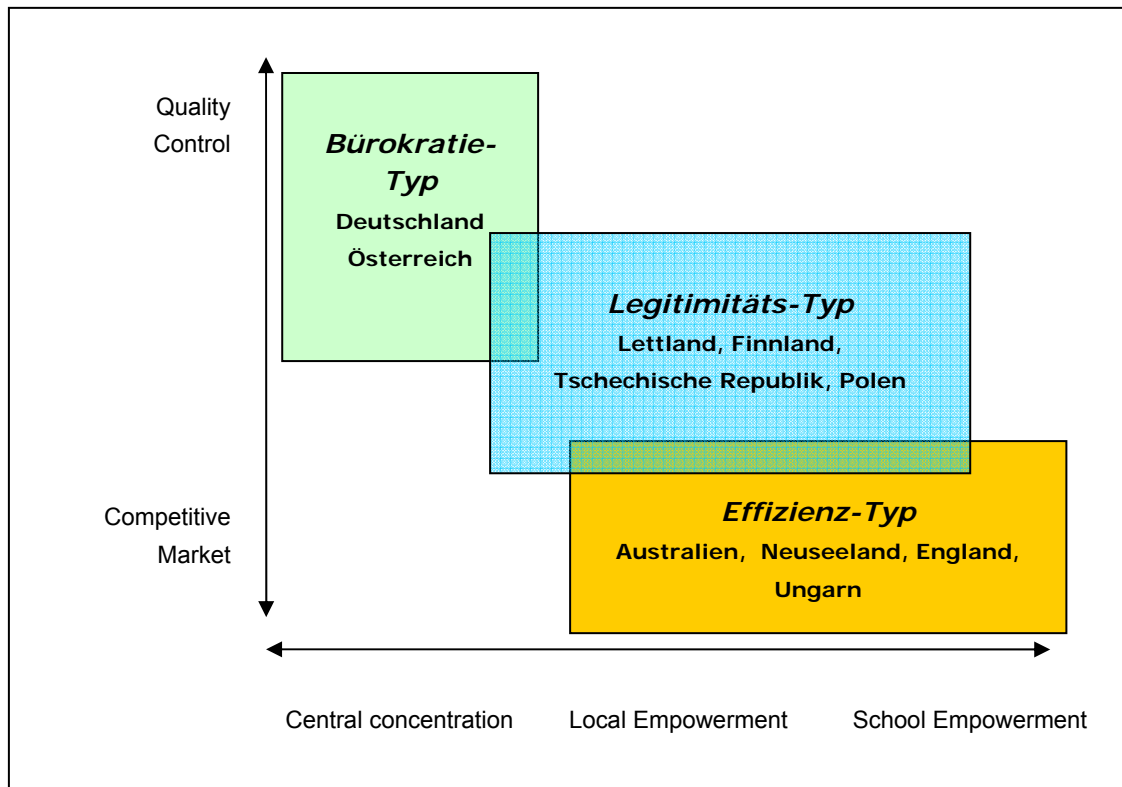 Quality
Control
Bürokratie-
Typ
Deutschland
Österreich
Legitimitäts-Typ
Lettland, Finnland,
Tschechische Republik, Polen
Competitive
Market
Effizienz-Typ
Australien, Neuseeland, England,
Ungarn
Central concentration
Local Empowerment
School Empowerment